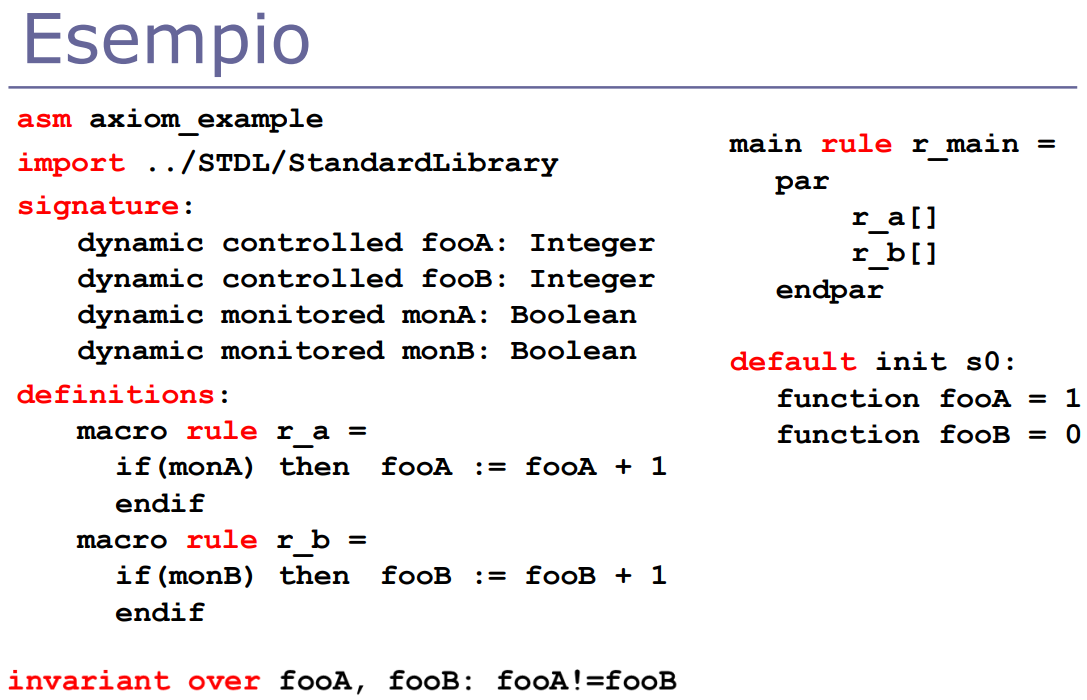 Esempio
asm axiom_example
import ../STDL/StandardLibrary
signature:
dynamic controlled fooA: Integer
dynamic controlled fooB: Integer
dynamic monitored monA: Boolean
dynamic monitored monB: Boolean
definitions:
macro rule r_a =
if(monA) then fooA := fooA + 1
endif
macro rule r_b =
if(monB) then fooB := fooB + 1
endif
invariant over fooA, fooB: fooA!=fooB
main rule r_main =
par
r_a[]
r_b[]
endpar
default init s0:
function fooA = 1
function fooB = 0